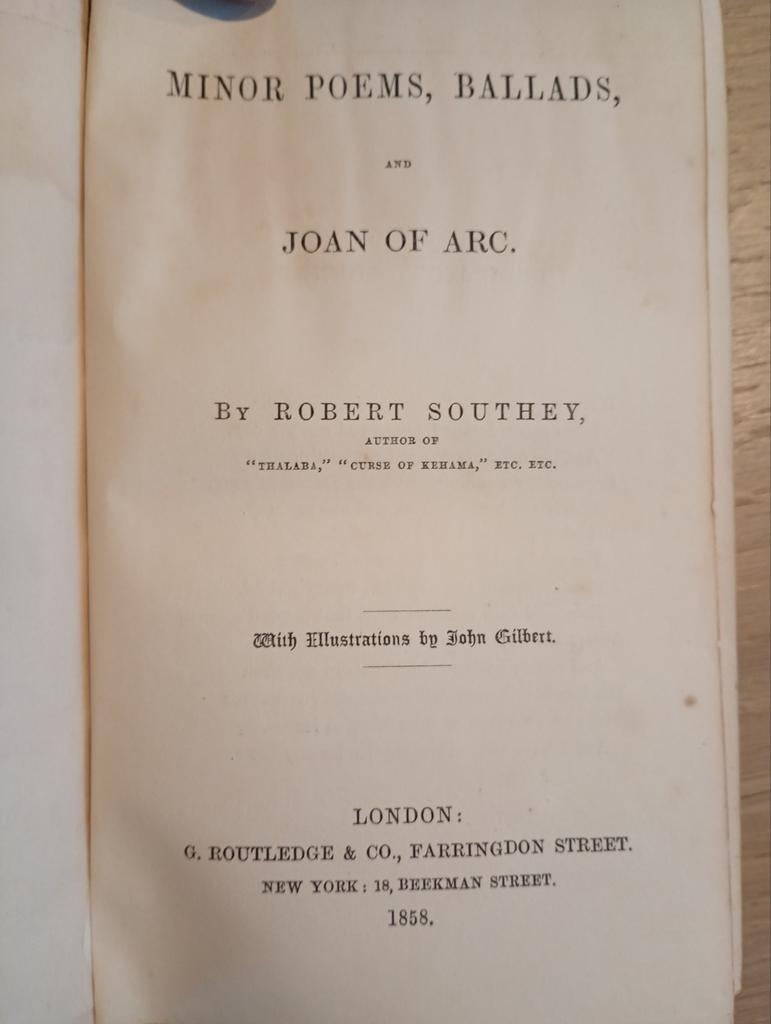 MINOR POEMS, BALLADS,
AND
JOAN OF ARC.
BY ROBERT SOUTHEY,
AUTHOR OF
"THALABA," "CURSE OF KEHAMA," ETC. ETC.
With Illustrations by John Gilbert.
LONDON:
G. ROUTLEDGE & CO., FARRINGDON STREET.
NEW YORK: 18, BEEKMAN STREET.
1858.